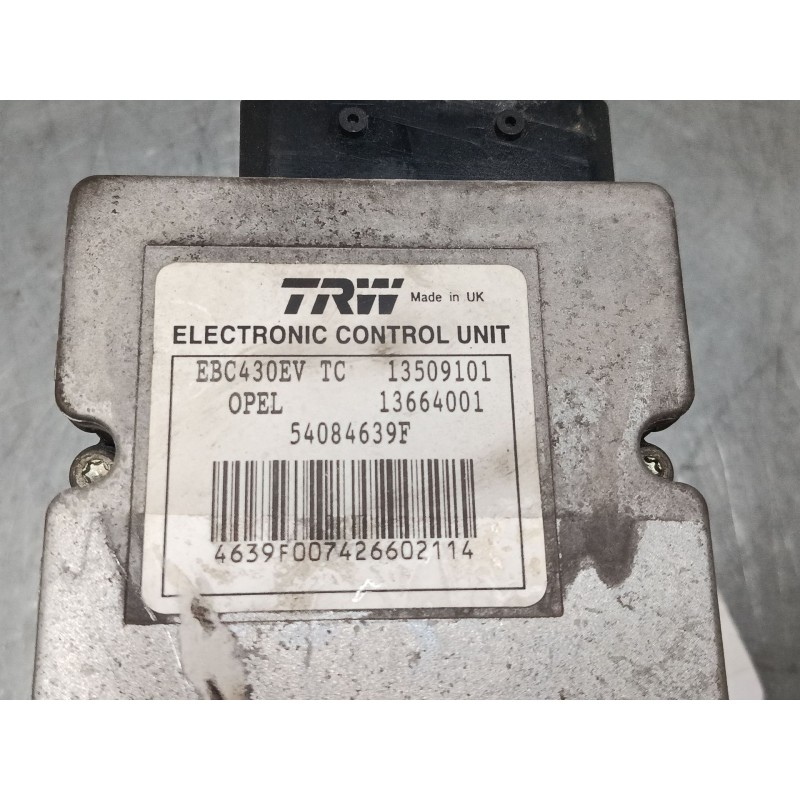 TRW Made in UK
ELECTRONIC CONTROL UNIT
EBC430EV TC 13509101
OPEL 13664001
54084639F
4639F007426602114